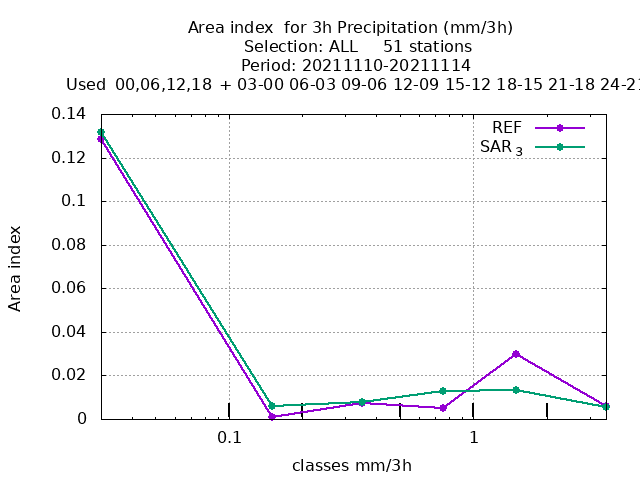 Area index  for 3h Precipitation (mm/3h)
Selection: ALL     51 stations
Period: 20211110-20211114
Used  00,06,12,18  + 03-00 06-03 09-06 12-09 15-12 18-15 21-18 24-21
0.14
0.12
0.1
0.08
0.06
0.04
0.02
0
REF
SAR 3
Area index
0.1
1
classes mm/3h